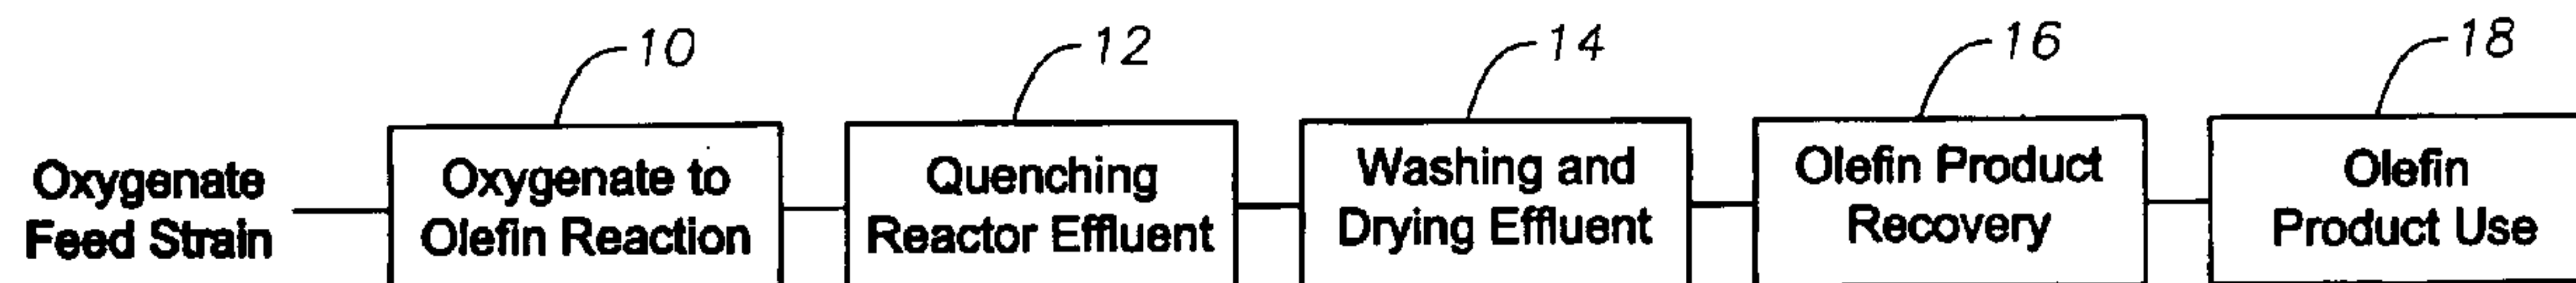 10
12
14
16
18
Oxygenate
Feed Strain
Oxygenate to
Olefin Reaction
Quenching
Reactor Effluent
Washing and
Drying Effluent
Olefin Product
Recovery
Olefin
Product Use